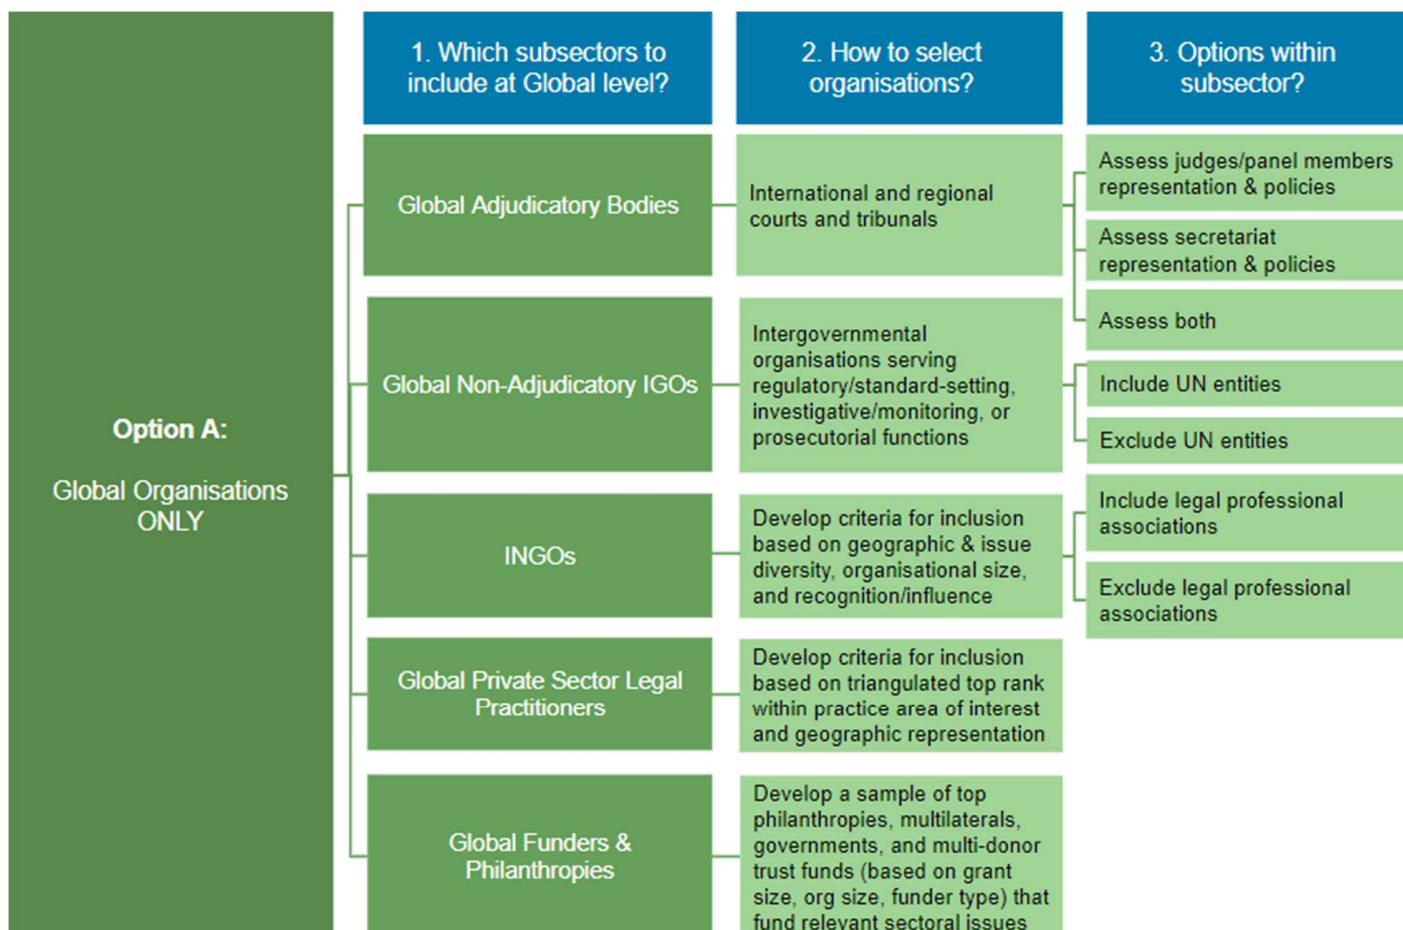 Option A:
Global Organisations
ONLY
1. Which subsectors to
include at Global level?
2. How to select
organisations?
3. Options within
subsector?
Global Adjudicatory Bodies
International and regional
courts and tribunals
Assess judges/panel members
representation & policies
Assess secretariat
representation & policies
Assess both
Global Non-Adjudicatory IGOs
Intergovernmental
organisations serving
regulatory/standard-setting,
investigative/monitoring, or
prosecutorial functions
Include UN entities
Exclude UN entities
INGOs
Develop criteria for inclusion
based on geographic & issue
diversity, organisational size,
and recognition/influence
Include legal professional
associations
Exclude legal professional
associations
Global Private Sector Legal
Practitioners
Develop criteria for inclusion
based on triangulated top rank
within practice area of interest
and geographic representation
Global Funders &
Philanthropies
Develop a sample of top
philanthropies, multilaterals,
governments, and multi-donor
trust funds (based on grant
size, org size, funder type) that
fund relevant sectoral issues